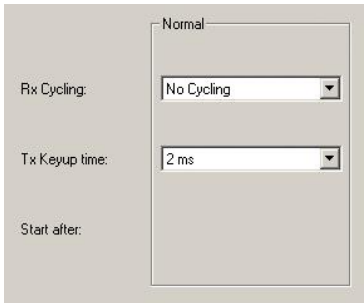 Normal
Rx Cycling: No Cycling
Tx Keyup time: 2 ms
Start after: